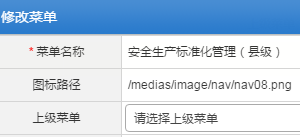 修改菜单
* 菜单名称 安全生产标准化管理（县级）
图标路径 /medias/image/nav/nav08.png
上级菜单 请选择上级菜单